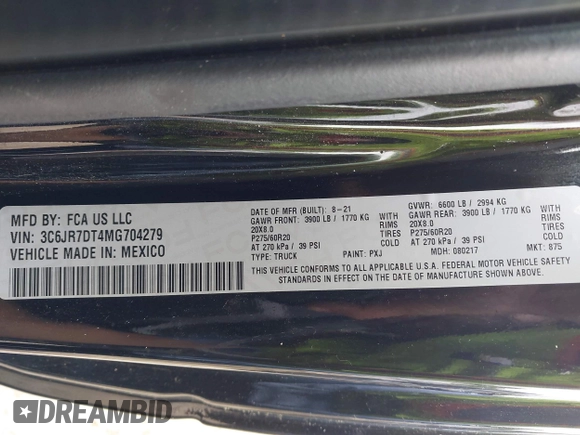 MFD BY: FCA US LLC
VIN: 3C6JR7DT4MG704279
VEHICLE MADE IN: MEXICO
DATE OF MFR (BUILT): 8-21 GVWR: 6600 LB / 2994 KG
GAWR FRONT: 3900 LB / 1770 KG WITH GAWR REAR: 3900 LB / 1770 KG WITH
20X8.0 RIMS 20X8.0 RIMS
P275/60R20 TIRES P275/60R20 TIRES
AT 270 kPa / 39 PSI COLD AT 270 kPa / 39 PSI COLD
TYPE: TRUCK PAINT: PXJ MDH: 080217 MKT: 875
THIS VEHICLE CONFORMS TO ALL APPLICABLE U.S.A. FEDERAL MOTOR VEHICLE SAFETY
STANDARDS IN EFFECT ON THE DATE OF MANUFACTURE SHOWN ABOVE
DREAMBID